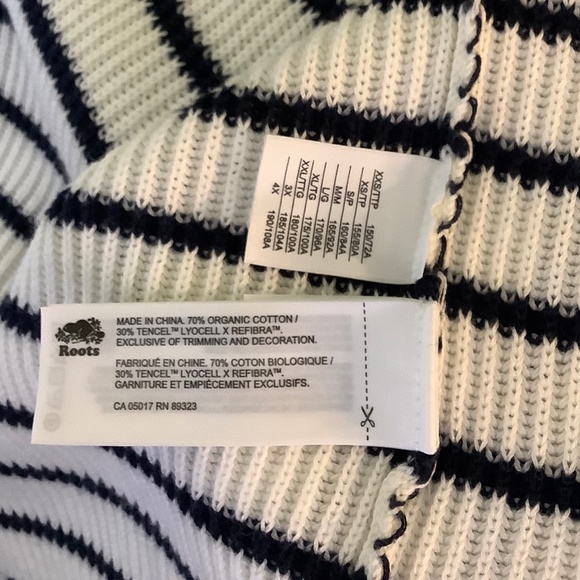 XXS/TTP 150/72A
XS/TP 155/80A
S/P 160/84A
M/M 165/92A
L/G 170/96A
XL/TG 175/100A
XXL/TTG 180/100A
3X 185/104A
4X 190/108A
Roots
MADE IN CHINA. 70% ORGANIC COTTON /
30% TENCEL™ LYOCELL X REFIBRA™.
EXCLUSIVE OF TRIMMING AND DECORATION.
FABRIQUÉ EN CHINE. 70% COTON BIOLOGIQUE /
30% TENCEL™ LYOCELL X REFIBRA™.
GARNITURE ET EMPIÈCEMENT EXCLUSIFS.
CA 05017 RN 89323